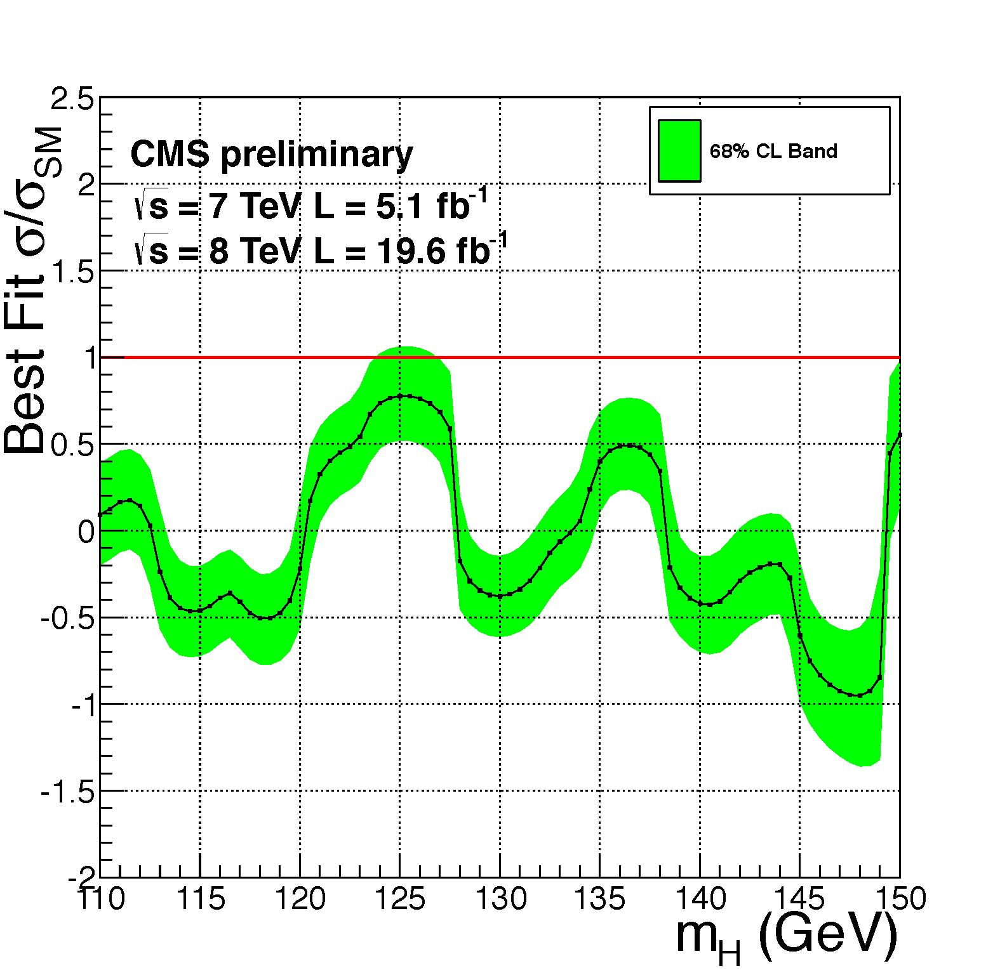 Best Fit σ/σSM
2.5
2
1.5
1
0.5
0
-0.5
-1
-1.5
-2
CMS preliminary
√s = 7 TeV L = 5.1 fb-1
√s = 8 TeV L = 19.6 fb-1
68% CL Band
110 115 120 125 130 135 140 145 150
mH (GeV)